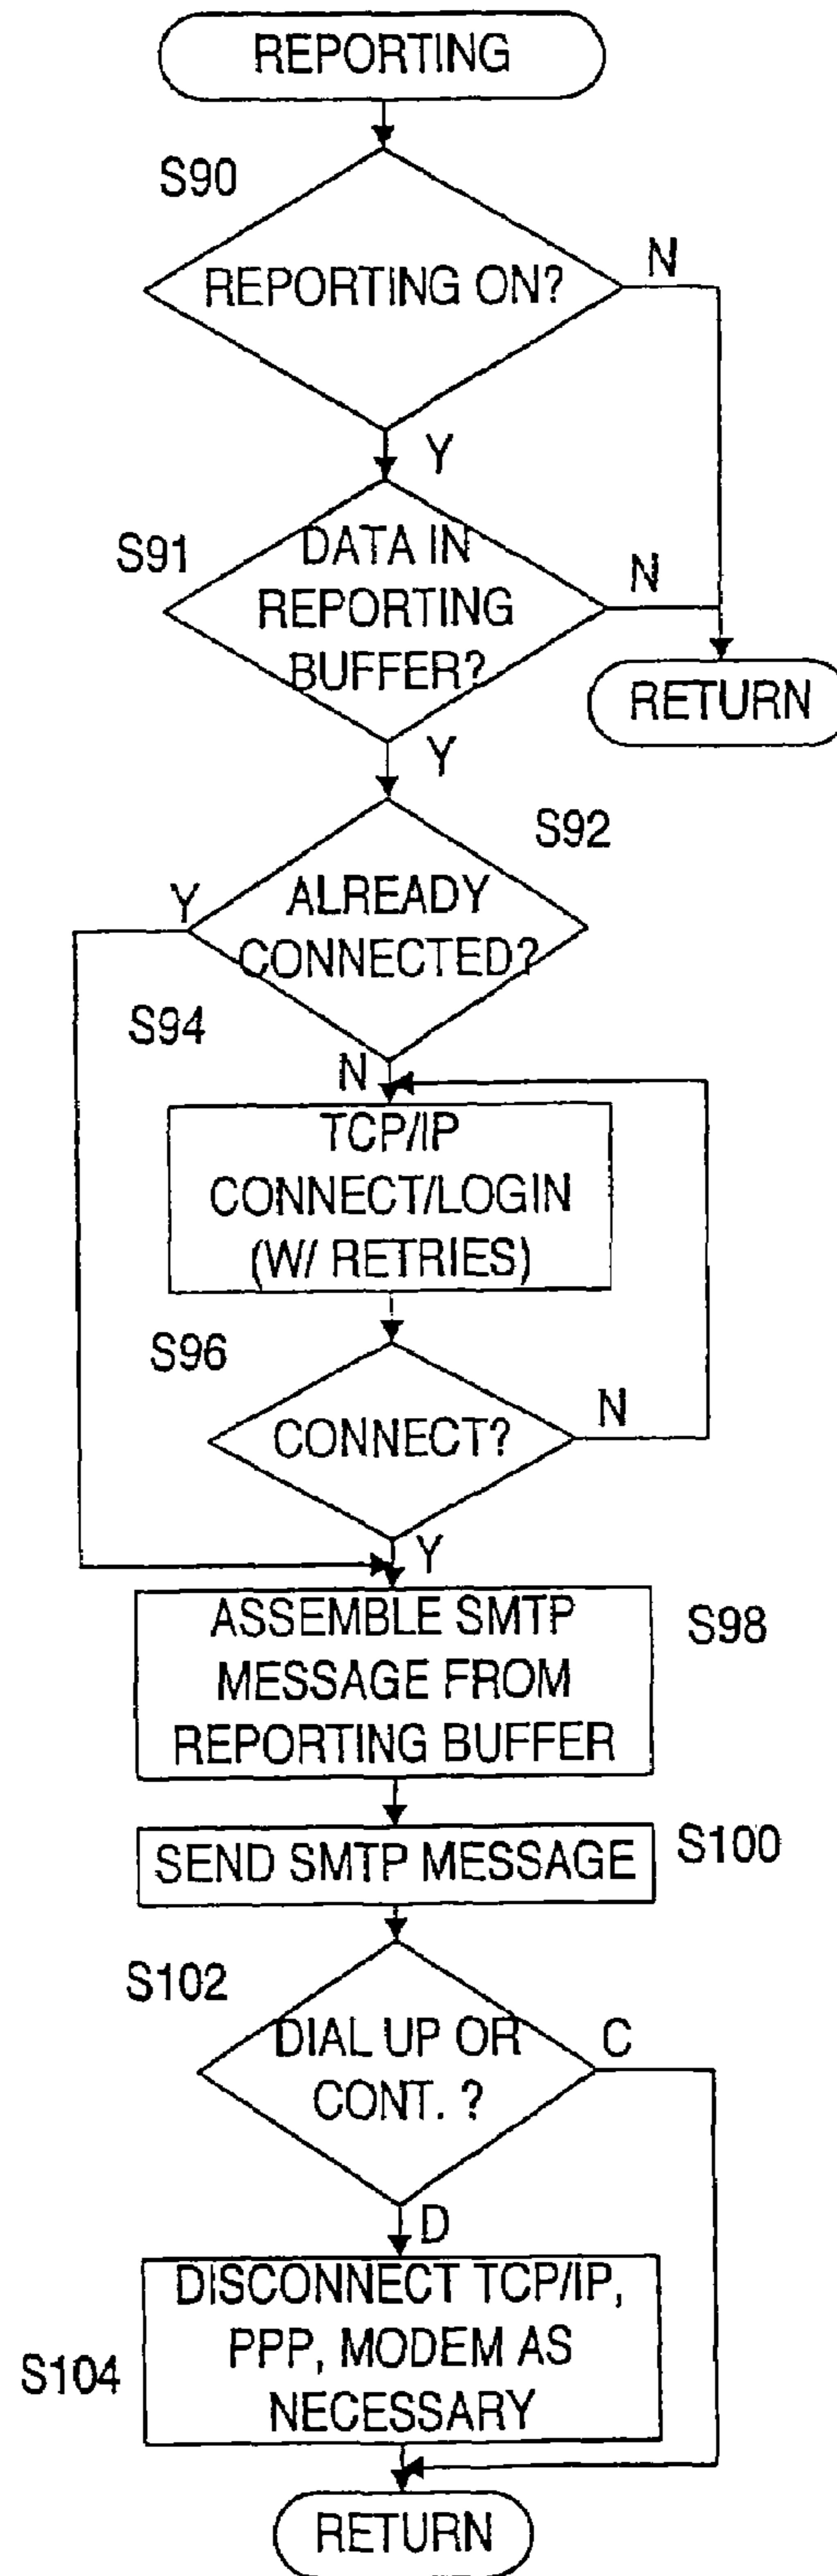 REPORTING
S90
REPORTING ON?
N
Y
S91
DATA IN
REPORTING
BUFFER?
N
RETURN
Y
S92
ALREADY
CONNECTED?
Y
S94
N
TCP/IP
CONNECT/LOGIN
(W/ RETRIES)
S96
CONNECT?
N
Y
ASSEMBLE SMTP
MESSAGE FROM
REPORTING BUFFER
S98
SEND SMTP MESSAGE
S100
S102
DIAL UP OR
CONT. ?
C
D
DISCONNECT TCP/IP,
PPP, MODEM AS
NECESSARY
S104
RETURN